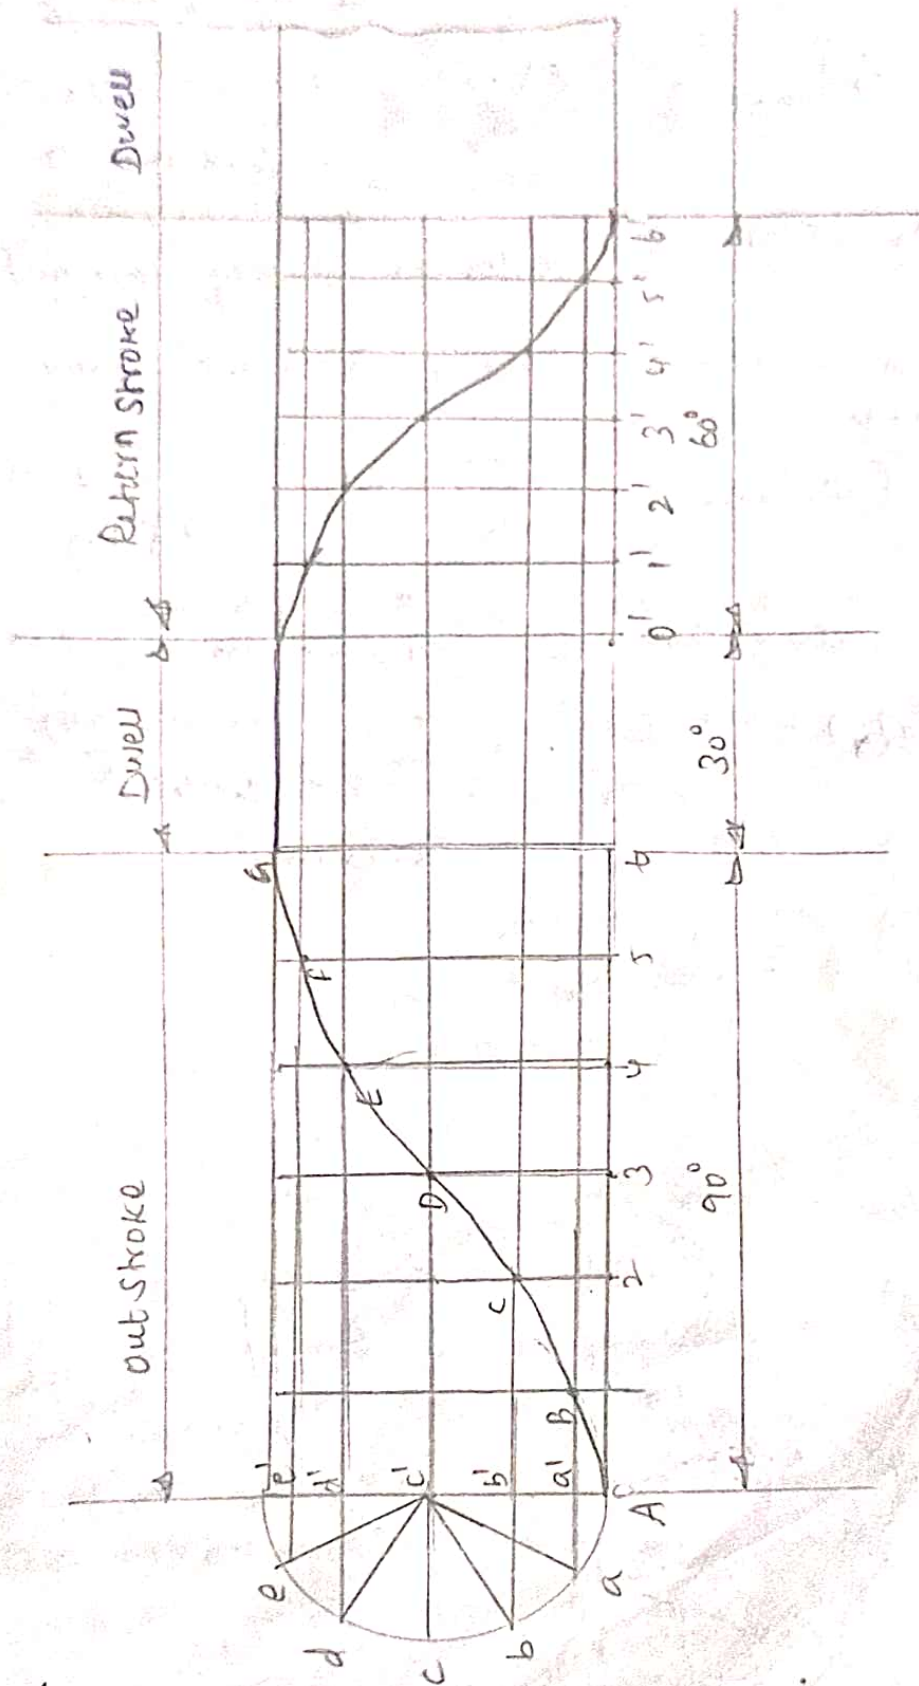 Out Stroke Dwell Return Stroke Dwell
e e' G
d d' E F
c c' D
b b' C
a a' B
A 2 3 4 5 6 0' 1' 2' 3' 4' 5' 6'
90° 30° 60°